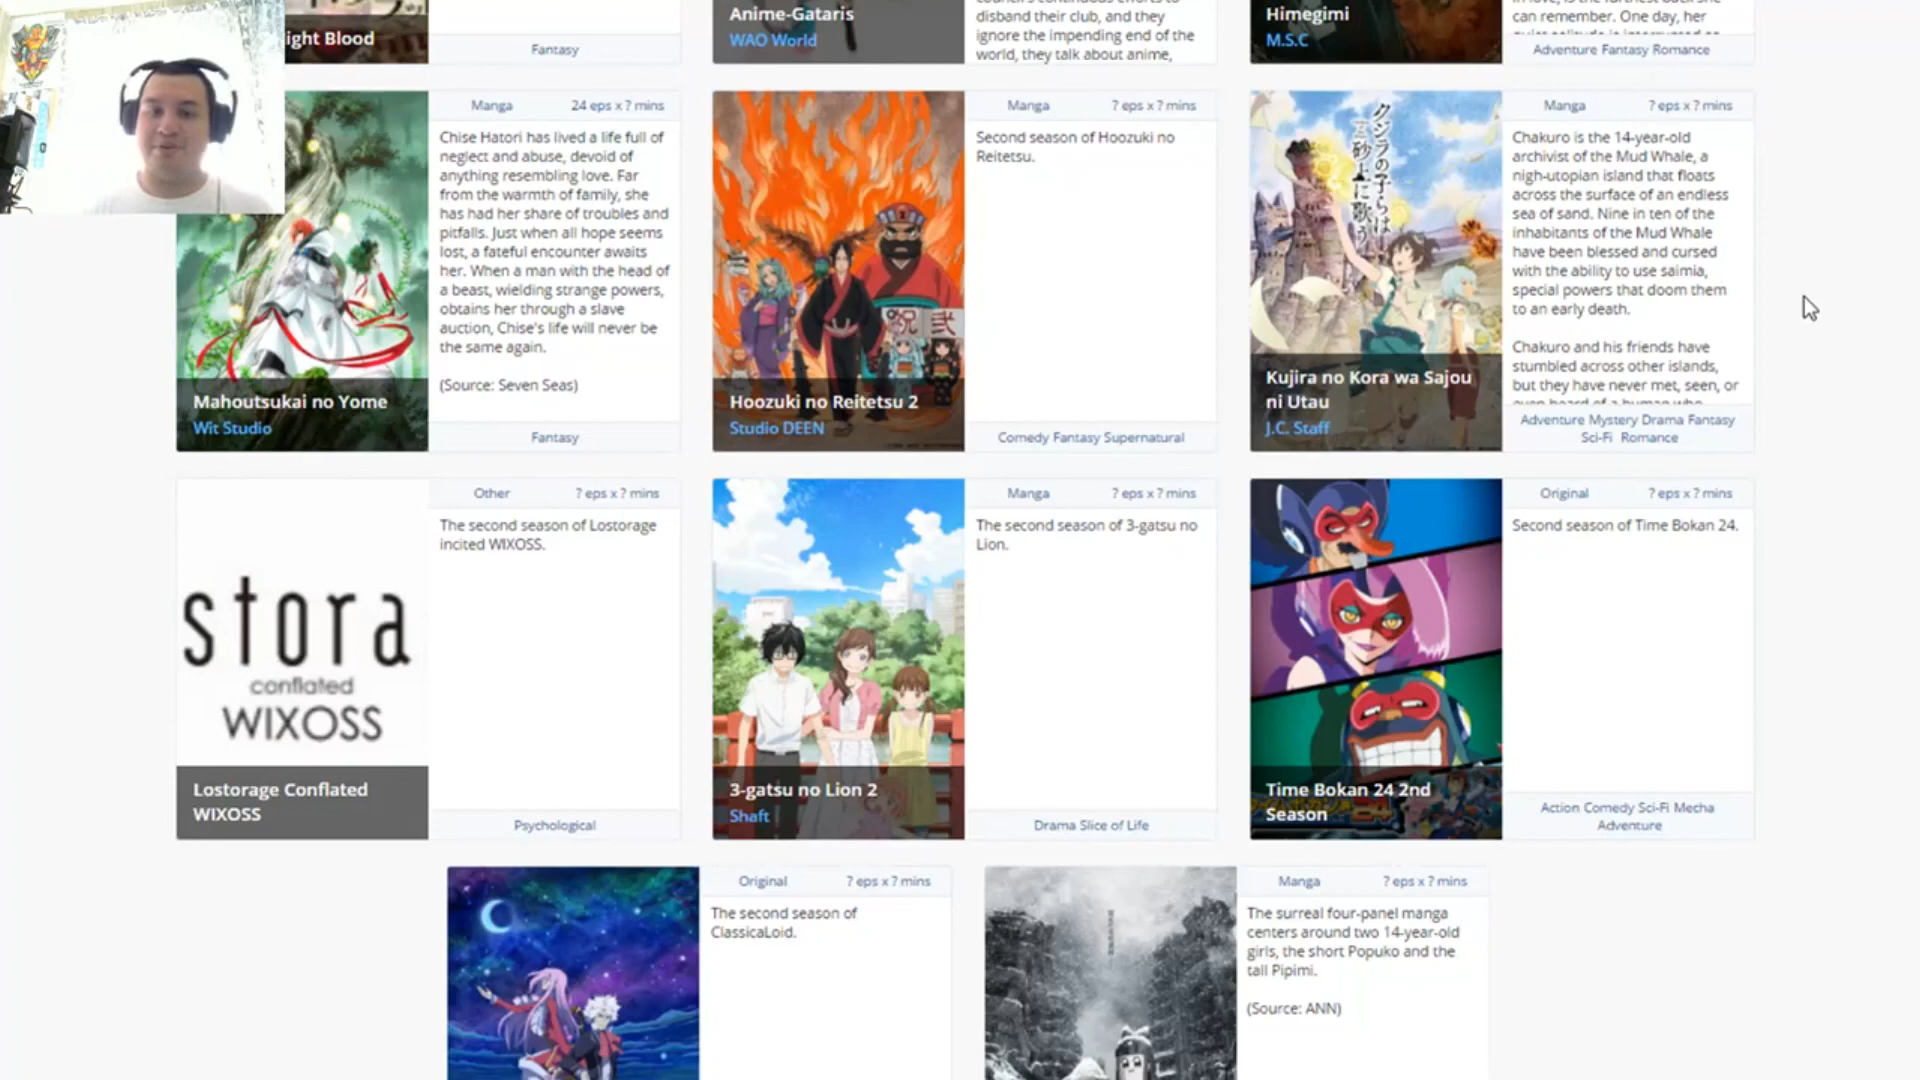 ight Blood
Fantasy
Anime-Gataris
WAO World
disband their club, and they
ignore the impending end of the
world, they talk about anime,
Himegimi
M.S.C
can remember. One day, her
Adventure Fantasy Romance
Manga 24 eps x ? mins
Chise Hatori has lived a life full of
neglect and abuse, devoid of
anything resembling love. Far
from the warmth of family, she
has had her share of troubles and
pitfalls. Just when all hope seems
lost, a fateful encounter awaits
her. When a man with the head of
a beast, wielding strange powers,
obtains her through a slave
auction, Chise's life will never be
the same again.
(Source: Seven Seas)
Mahoutsukai no Yome
Wit Studio
Fantasy
Manga ? eps x ? mins
Second season of Hoozuki no
Reitetsu.
祝 弐
Hoozuki no Reitetsu 2
Studio DEEN
Comedy Fantasy Supernatural
クジラの子らは
砂上に歌う
Manga ? eps x ? mins
Chakuro is the 14-year-old
archivist of the Mud Whale, a
nigh-utopian island that floats
across the surface of an endless
sea of sand. Nine in ten of the
inhabitants of the Mud Whale
have been blessed and cursed
with the ability to use saimia,
special powers that doom them
to an early death.
Chakuro and his friends have
stumbled across other islands,
but they have never met, seen, or
Kujira no Kora wa Sajou
ni Utau
J.C. Staff
Adventure Mystery Drama Fantasy
Sci-Fi Romance
Other ? eps x ? mins
The second season of Lostorage
incited WIXOSS.
stora
conflated
WIXOSS
Lostorage Conflated
WIXOSS
Psychological
Manga ? eps x ? mins
The second season of 3-gatsu no
Lion.
3-gatsu no Lion 2
Shaft
Drama Slice of Life
Original ? eps x ? mins
Second season of Time Bokan 24.
Time Bokan 24 2nd
Season
Action Comedy Sci-Fi Mecha
Adventure
Original ? eps x ? mins
The second season of
ClassicaLoid.
Manga ? eps x ? mins
The surreal four-panel manga
centers around two 14-year-old
girls, the short Popuko and the
tall Pipimi.
(Source: ANN)